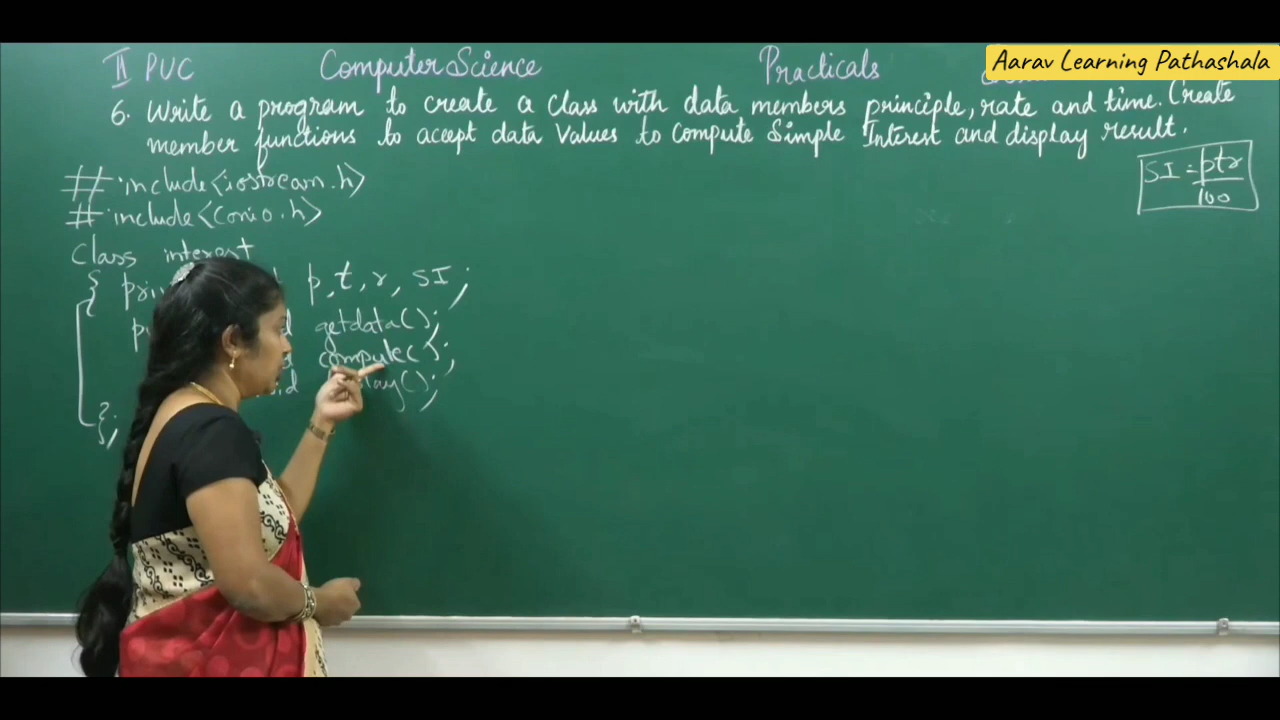 II PUC Computer Science Practicals
Aarav Learning Pathashala
6. Write a program to create a class with data members principle, rate and time. Create
member functions to accept data values to compute Simple Interest and display result.
SI = ptr
100
#include<iostream.h>
#include<conio.h>
Class interest
{ p, t, r, SI;
getdata();
compute();
};